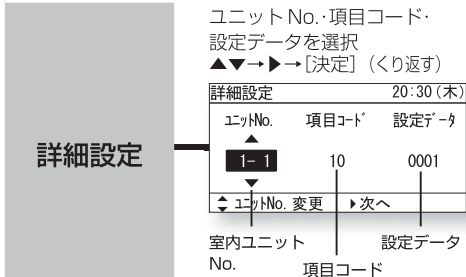 詳細設定
ユニット No.･項目コード･
設定データを選択
▲▼→▶→[決定]（くり返す）
詳細設定 20:30(木)
ﾕﾆｯﾄNo. 項目ｺｰﾄﾞ 設定ﾃﾞｰﾀ
▲
1- 1 10 0001
▼
ﾕﾆｯﾄNo. 変更 ▶次へ
室内ユニット
No.
項目コード
設定データ